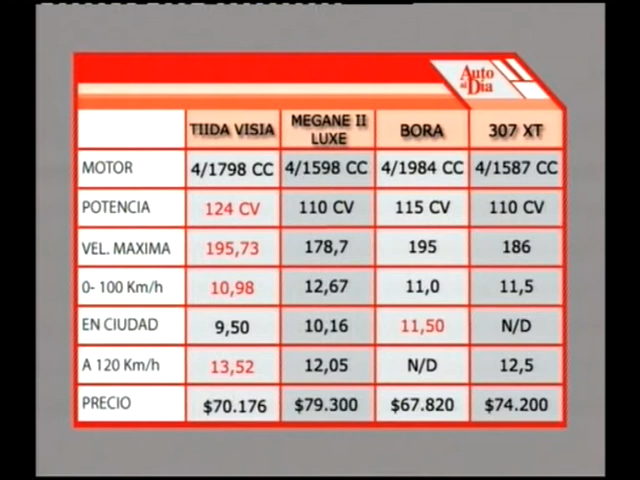 Auto
al Día
TIIDA VISIA MEGANE II LUXE BORA 307 XT
MOTOR 4/1798 CC 4/1598 CC 4/1984 CC 4/1587 CC
POTENCIA 124 CV 110 CV 115 CV 110 CV
VEL. MAXIMA 195,73 178,7 195 186
0- 100 Km/h 10,98 12,67 11,0 11,5
EN CIUDAD 9,50 10,16 11,50 N/D
A 120 Km/h 13,52 12,05 N/D 12,5
PRECIO $70.176 $79.300 $67.820 $74.200